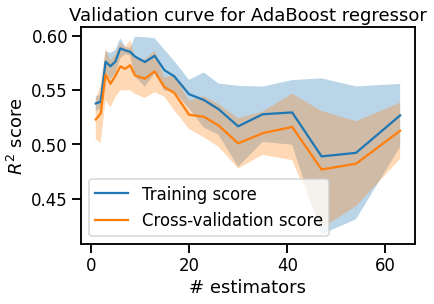 Validation curve for AdaBoost regressor
0.60
0.55
0.50
0.45
R² score
Training score
Cross-validation score
0
20
40
60
# estimators